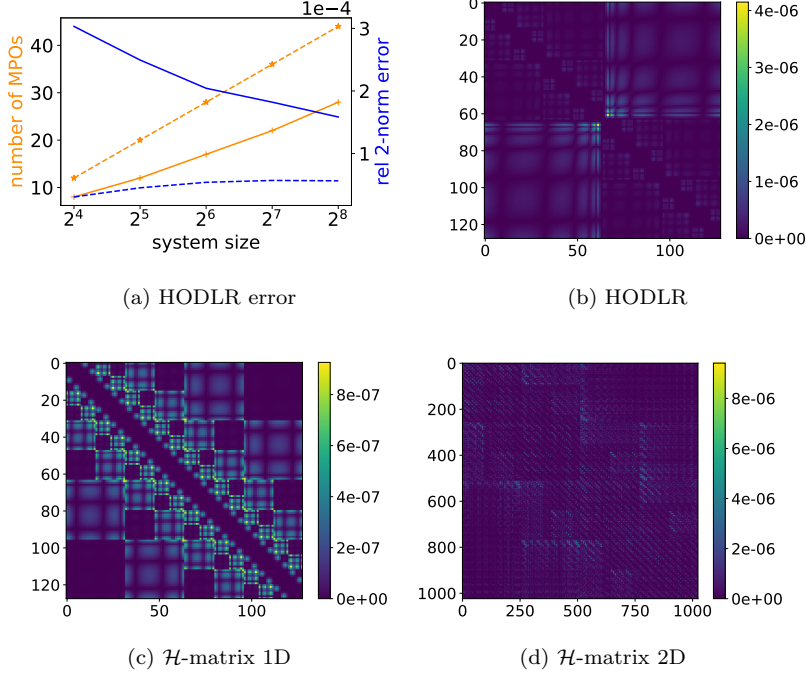 1e−4
number of MPOs
40
30
20
10
3
2
1
rel 2-norm error
2^4 2^5 2^6 2^7 2^8
system size
(a) HODLR error
0
20
40
60
80
100
120
0 50 100
4e-06
3e-06
2e-06
1e-06
0e+00
(b) HODLR
0
20
40
60
80
100
120
0 50 100
8e-07
6e-07
4e-07
2e-07
0e+00
(c) ℋ-matrix 1D
0
200
400
600
800
1000
0 250 500 750 1000
8e-06
6e-06
4e-06
2e-06
0e+00
(d) ℋ-matrix 2D